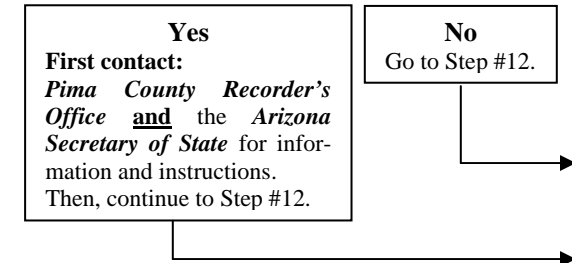 Yes
First contact:
Pima County Recorder's
Office and the Arizona
Secretary of State for infor-
mation and instructions.
Then, continue to Step #12.
No
Go to Step #12.